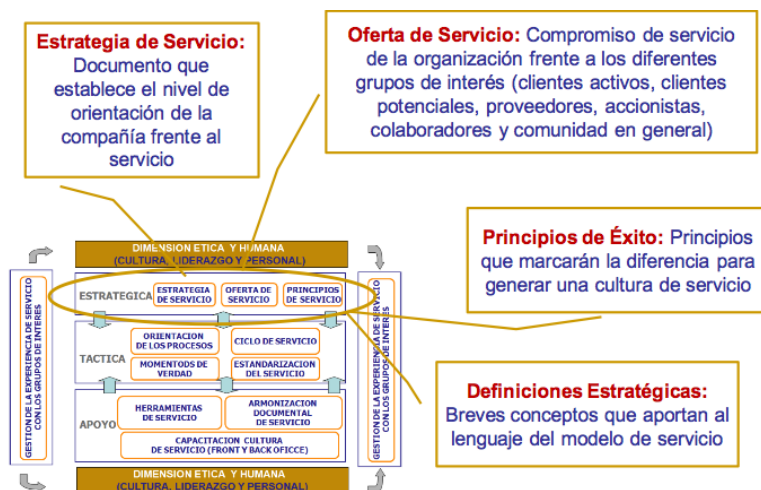 Estrategia de Servicio:
Documento que
establece el nivel de
orientación de la
compañía frente al
servicio
Oferta de Servicio: Compromiso de servicio
de la organización frente a los diferentes
grupos de interés (clientes activos, clientes
potenciales, proveedores, accionistas,
colaboradores y comunidad en general)
Principios de Éxito: Principios
que marcarán la diferencia para
generar una cultura de servicio
Definiciones Estratégicas:
Breves conceptos que aportan al
lenguaje del modelo de servicio
DIMENSION ETICA Y HUMANA
(CULTURA, LIDERAZGO Y PERSONAL)
GESTION DE LA EXPERIENCIA DE SERVICIO
CON LOS GRUPOS DE INTERES
ESTRATEGICA
ESTRATEGIA
DE SERVICIO
OFERTA DE
SERVICIO
PRINCIPIOS
DE SERVICIO
TACTICA
ORIENTACION
DE LOS PROCESOS
CICLO DE SERVICIO
MOMENTODS DE
VERDAD
ESTANDARIZACION
DEL SERVICIO
APOYO
HERRAMIENTAS
DE SERVICIO
ARMONIZACION
DOCUMENTAL
DE SERVICIO
CAPACITACION CULTURA
DE SERVICIO (FRONT Y BACK OFICCE)
GESTION DE LA EXPERIENCIA DE SERVICIO
CON LOS GRUPOS DE INTERES
DIMENSION ETICA Y HUMANA
(CULTURA, LIDERAZGO Y PERSONAL)